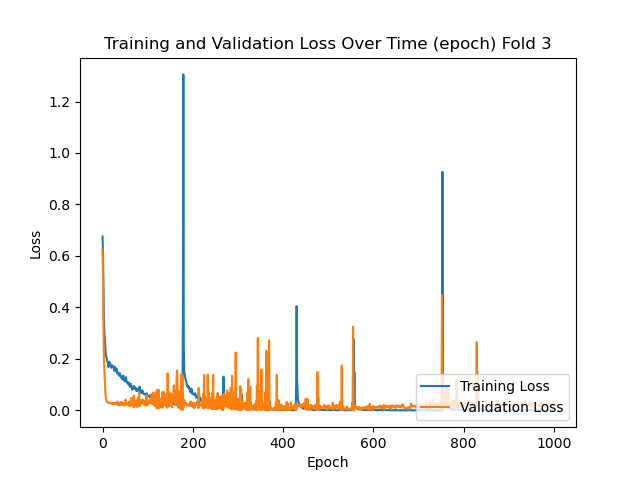 Training and Validation Loss Over Time (epoch) Fold 3
1.2
1.0
0.8
0.6
0.4
0.2
0.0
Loss
0 200 400 600 800 1000
Epoch
Training Loss
Validation Loss